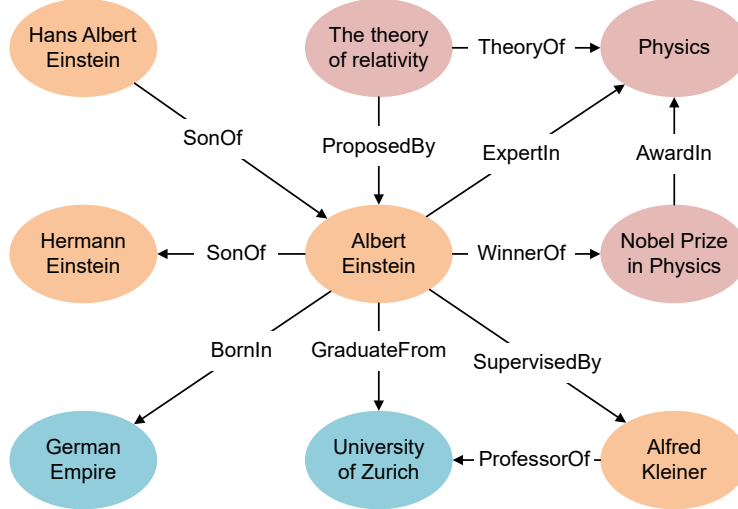 Hans Albert
Einstein
The theory
of relativity
TheoryOf
Physics
SonOf
ProposedBy
ExpertIn
AwardIn
Hermann
Einstein
SonOf
Albert
Einstein
WinnerOf
Nobel Prize
in Physics
BornIn
GraduateFrom
SupervisedBy
German
Empire
University
of Zurich
ProfessorOf
Alfred
Kleiner